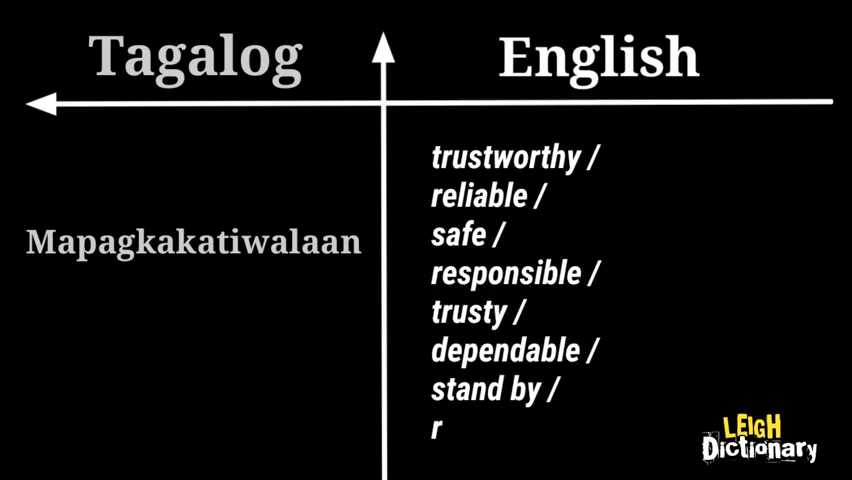 Tagalog
English
Mapagkakatiwalaan
trustworthy /
reliable /
safe /
responsible /
trusty /
dependable /
stand by /
r
LEIGH
Dictionary